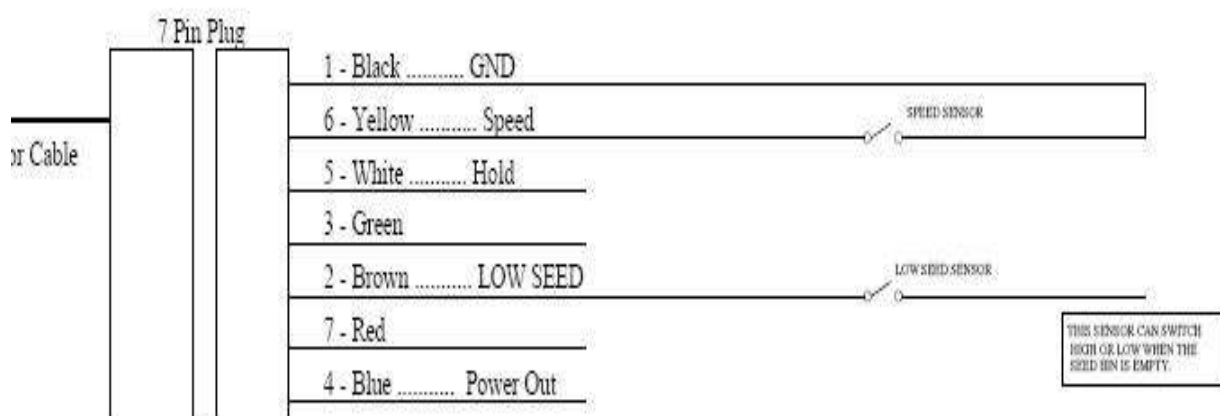 7 Pin Plug
1 - Black ........... GND
6 - Yellow ........... Speed
SPEED SENSOR
or Cable
5 - White ........... Hold
3 - Green
2 - Brown ........... LOW SEED
LOW SEED SENSOR
7 - Red
THIS SENSOR CAN SWITCH
HIGH OR LOW WHEN THE
SEED BIN IS EMPTY.
4 - Blue ........... Power Out